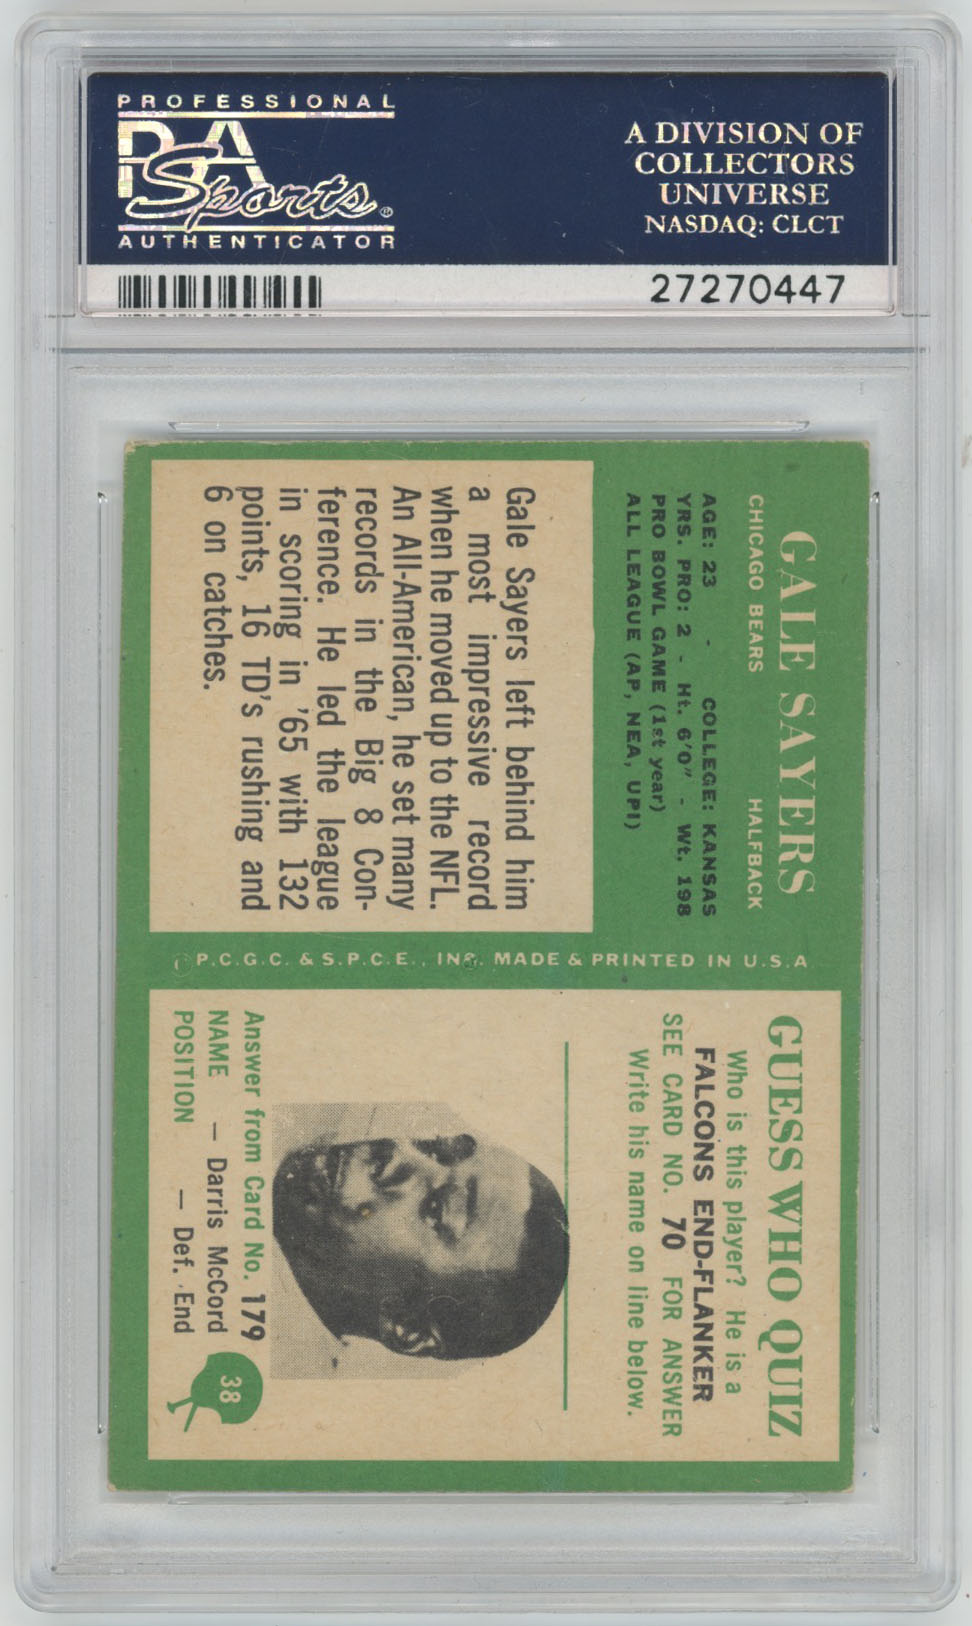 PROFESSIONAL
PSA
Sports®
AUTHENTICATOR
A DIVISION OF
COLLECTORS
UNIVERSE
NASDAQ: CLCT
27270447
GALE SAYERS
CHICAGO BEARS HALFBACK
AGE: 23 - COLLEGE: KANSAS
YRS. PRO: 2 - Ht. 6'0" - Wt. 198
PRO BOWL GAME (1st year)
ALL LEAGUE (AP, NEA, UPI)
Gale Sayers left behind him
a most impressive record
when he moved up to the NFL.
An All-American, he set many
records in the Big 8 Con-
ference. He led the league
in scoring in '65 with 132
points, 16 TD's rushing and
6 on catches.
© P.C.G.C. & S.P.C.E., INC. MADE & PRINTED IN U.S.A.
GUESS WHO QUIZ
Who is this player? He is a
FALCONS END-FLANKER
SEE CARD NO. 70 FOR ANSWER
Write his name on line below.
Answer from Card No. 179
NAME — Darris McCord
POSITION — Def. End
38